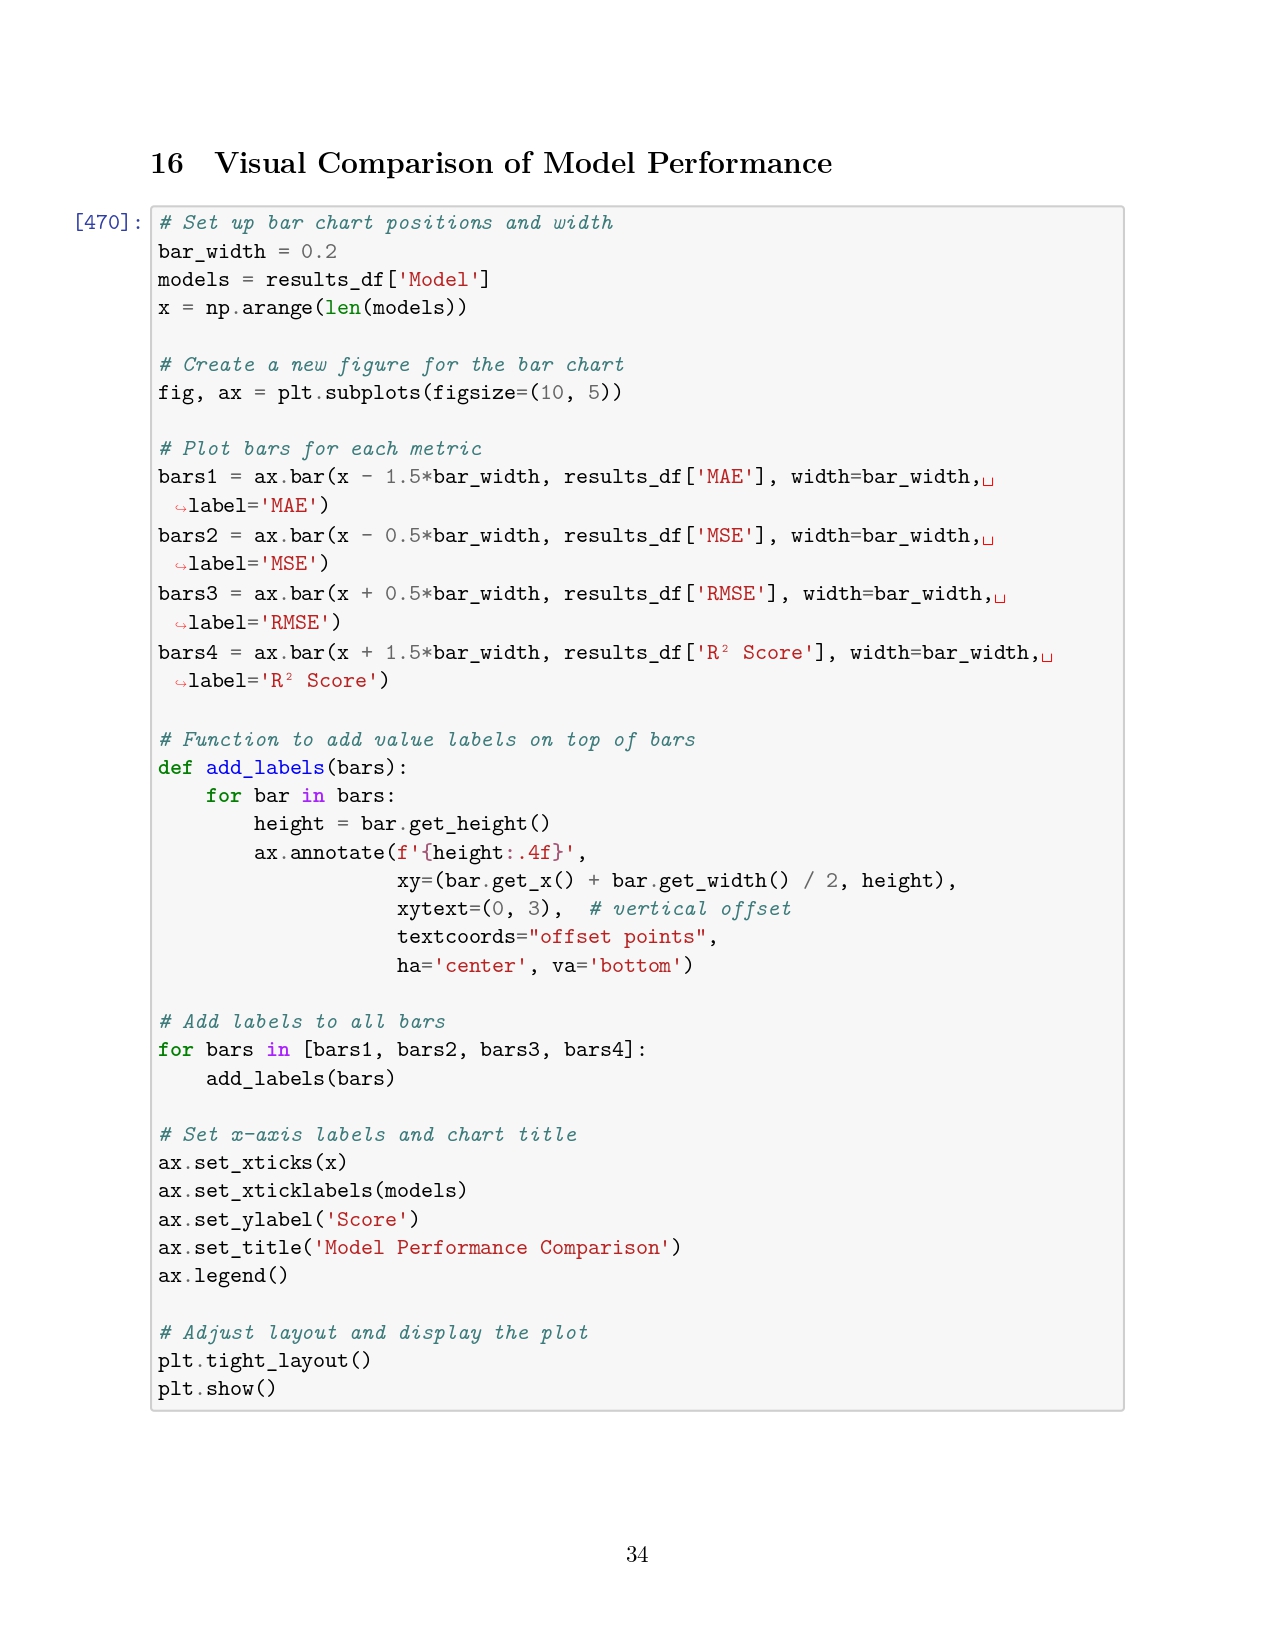 16 Visual Comparison of Model Performance
[470]: # Set up bar chart positions and width
bar_width = 0.2
models = results_df['Model']
x = np.arange(len(models))
# Create a new figure for the bar chart
fig, ax = plt.subplots(figsize=(10, 5))
# Plot bars for each metric
bars1 = ax.bar(x - 1.5*bar_width, results_df['MAE'], width=bar_width,␣
↪label='MAE')
bars2 = ax.bar(x - 0.5*bar_width, results_df['MSE'], width=bar_width,␣
↪label='MSE')
bars3 = ax.bar(x + 0.5*bar_width, results_df['RMSE'], width=bar_width,␣
↪label='RMSE')
bars4 = ax.bar(x + 1.5*bar_width, results_df['R² Score'], width=bar_width,␣
↪label='R² Score')
# Function to add value labels on top of bars
def add_labels(bars):
    for bar in bars:
        height = bar.get_height()
        ax.annotate(f'{height:.4f}',
                    xy=(bar.get_x() + bar.get_width() / 2, height),
                    xytext=(0, 3),  # vertical offset
                    textcoords="offset points",
                    ha='center', va='bottom')
# Add labels to all bars
for bars in [bars1, bars2, bars3, bars4]:
    add_labels(bars)
# Set x-axis labels and chart title
ax.set_xticks(x)
ax.set_xticklabels(models)
ax.set_ylabel('Score')
ax.set_title('Model Performance Comparison')
ax.legend()
# Adjust layout and display the plot
plt.tight_layout()
plt.show()
34